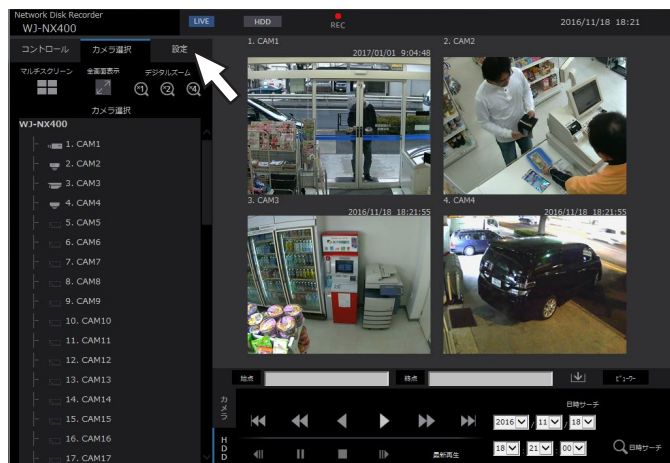 Network Disk Recorder
WJ-NX400
LIVE
HDD
REC
2016/11/18 18:21
コントロール
カメラ選択
設定
マルチスクリーン
全画面表示
デジタルズーム
×1
×2
×4
カメラ選択
WJ-NX400
1. CAM1
2. CAM2
3. CAM3
4. CAM4
5. CAM5
6. CAM6
7. CAM7
8. CAM8
9. CAM9
10. CAM10
11. CAM11
12. CAM12
13. CAM13
14. CAM14
15. CAM15
16. CAM16
17. CAM17
1. CAM1
2017/01/01 9:04:48
2. CAM2
3. CAM3
2016/11/18 18:21:55
4. CAM4
2016/11/18 18:21:55
始点
終点
ビューワー
カメラ
HDD
最新再生
日時サーチ
2016 / 11 / 18
18 : 21 : 00
日時サーチ